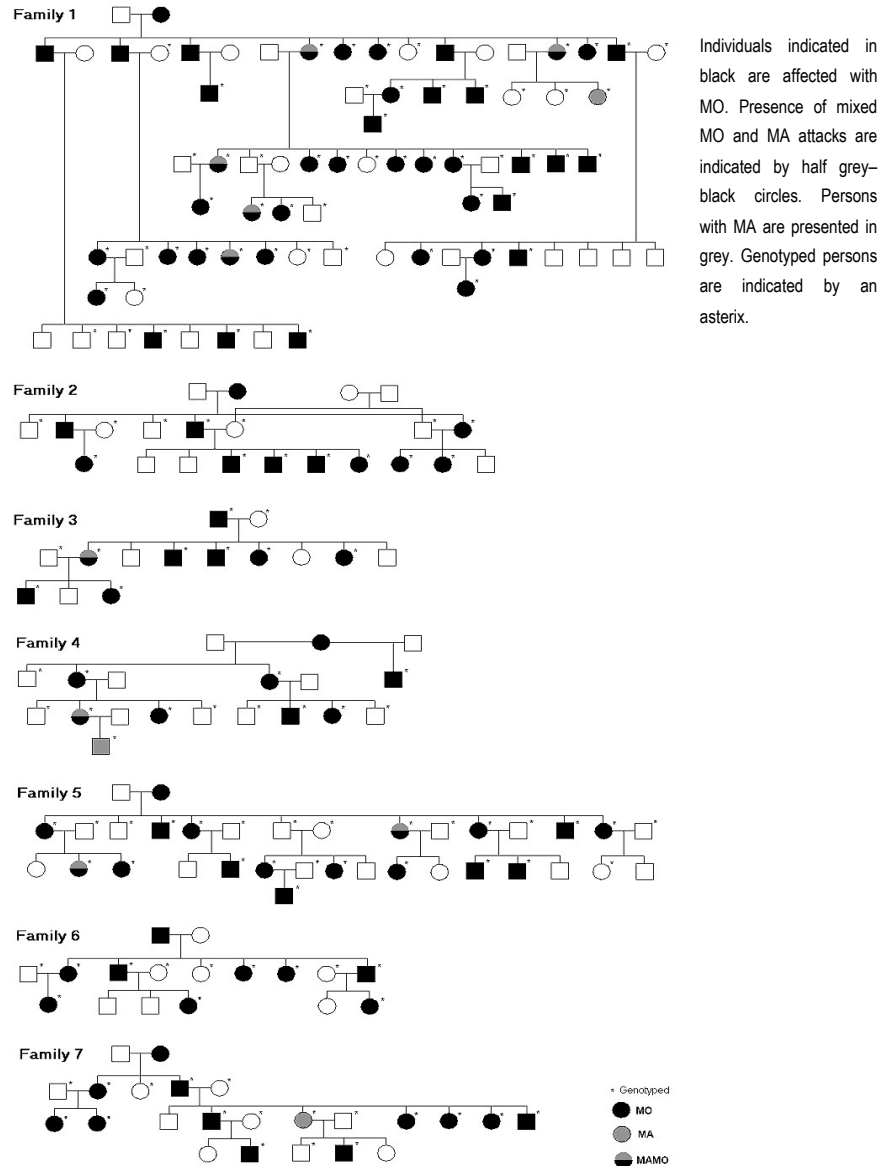 Family 1
Individuals indicated in
black are affected with
MO. Presence of mixed
MO and MA attacks are
indicated by half grey–
black circles. Persons
with MA are presented in
grey. Genotyped persons
are indicated by an
asterix.
Family 2
Family 3
Family 4
Family 5
Family 6
Family 7
* Genotyped
MO
MA
MAMO